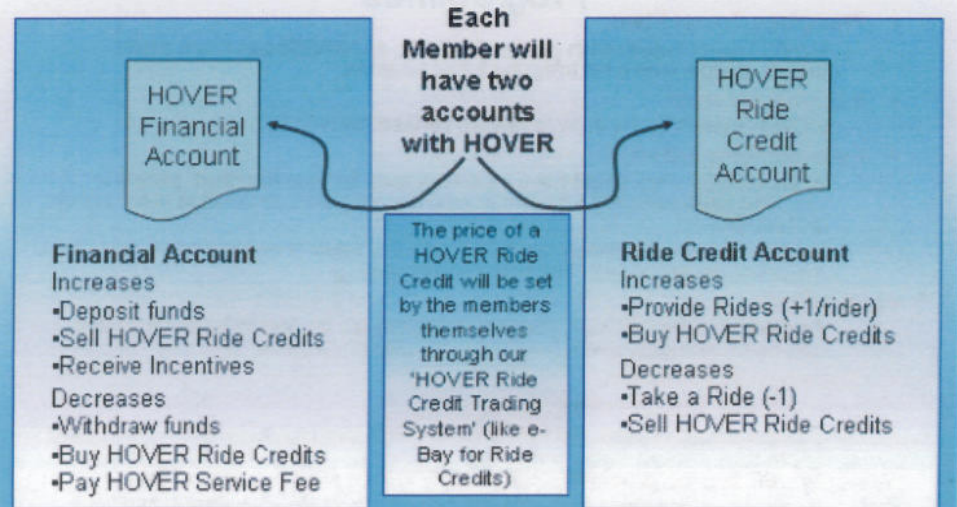 Each
Member will
have two
accounts
with HOVER
HOVER
Financial
Account
Financial Account
Increases
▪Deposit funds
▪Sell HOVER Ride Credits
▪Receive Incentives
Decreases
▪Withdraw funds
▪Buy HOVER Ride Credits
▪Pay HOVER Service Fee
The price of a
HOVER Ride
Credit will be set
by the members
themselves
through our
'HOVER Ride
Credit Trading
System' (like e-
Bay for Ride
Credits)
HOVER
Ride
Credit
Account
Ride Credit Account
Increases
▪Provide Rides (+1/rider)
▪Buy HOVER Ride Credits
Decreases
▪Take a Ride (-1)
▪Sell HOVER Ride Credits